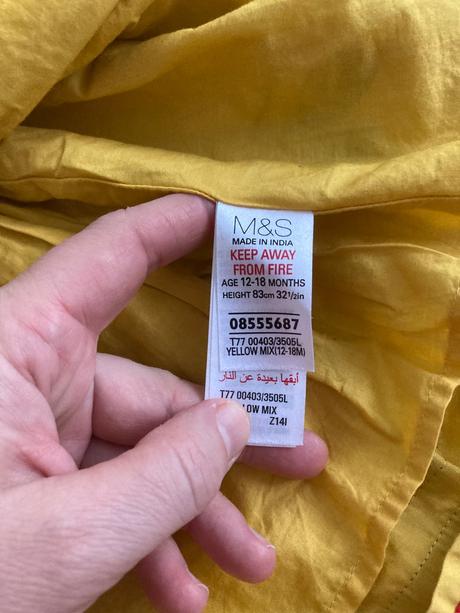 M&S
MADE IN INDIA
KEEP AWAY
FROM FIRE
AGE 12-18 MONTHS
HEIGHT 83cm 32½in
08555687
T77 00403/3505L
YELLOW MIX(12-18M)
أبقها بعيدة عن النار
T77 00403/3505L
LOW MIX
Z14I